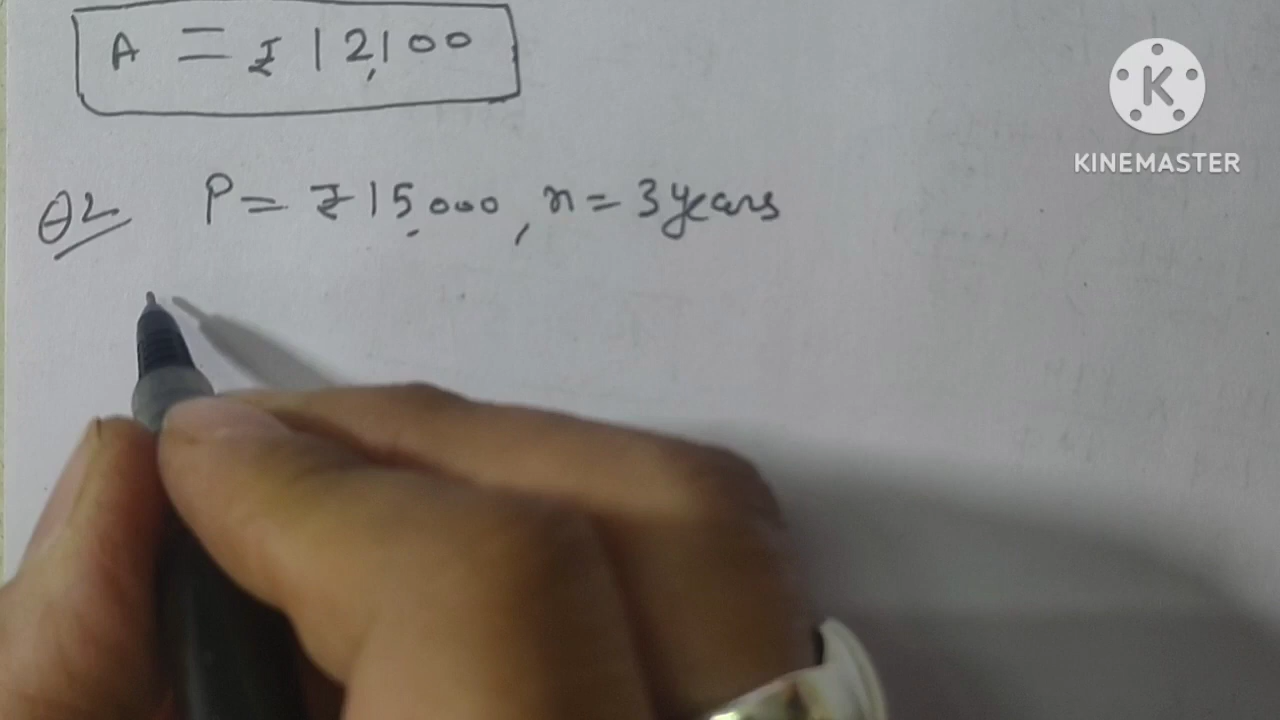 A = ₹ 12,100
K
KINEMASTER
Q2 P = ₹ 15,000, n = 3 years